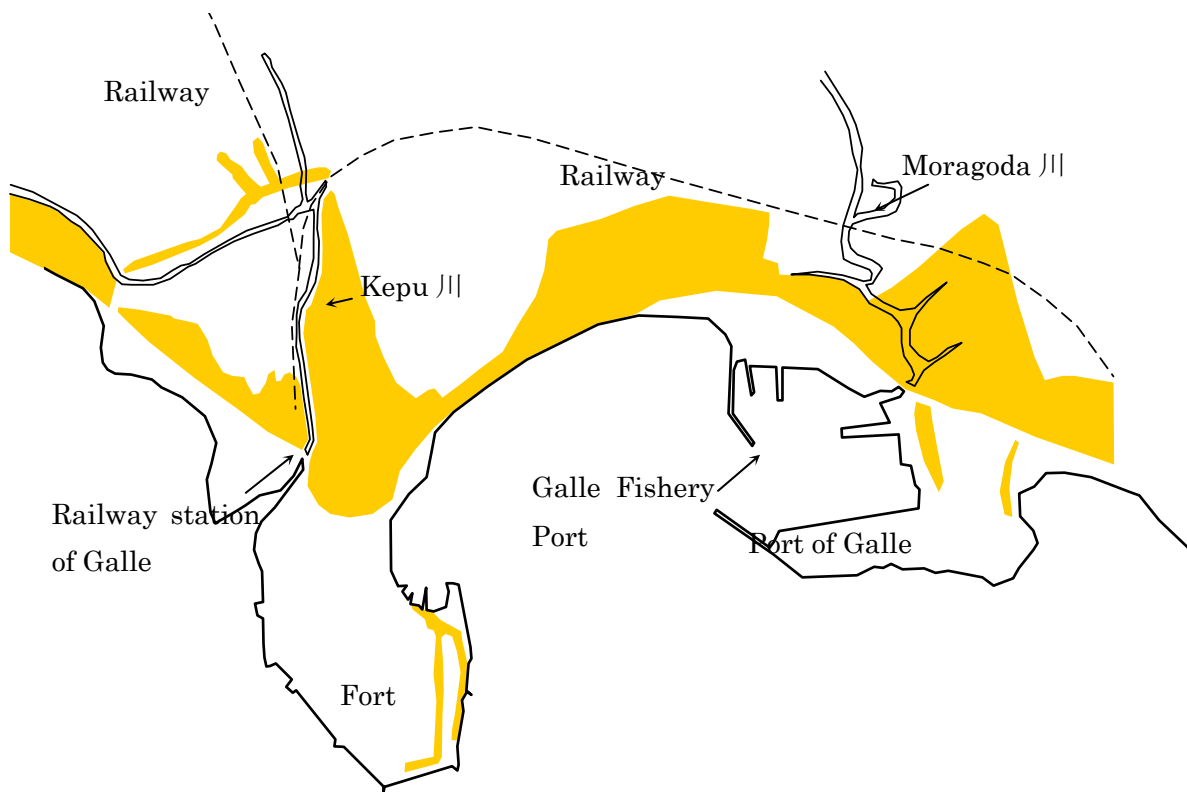 Railway
Railway
Moragoda 川
Kepu 川
Galle Fishery
Port
Railway station
of Galle
Port of Galle
Fort